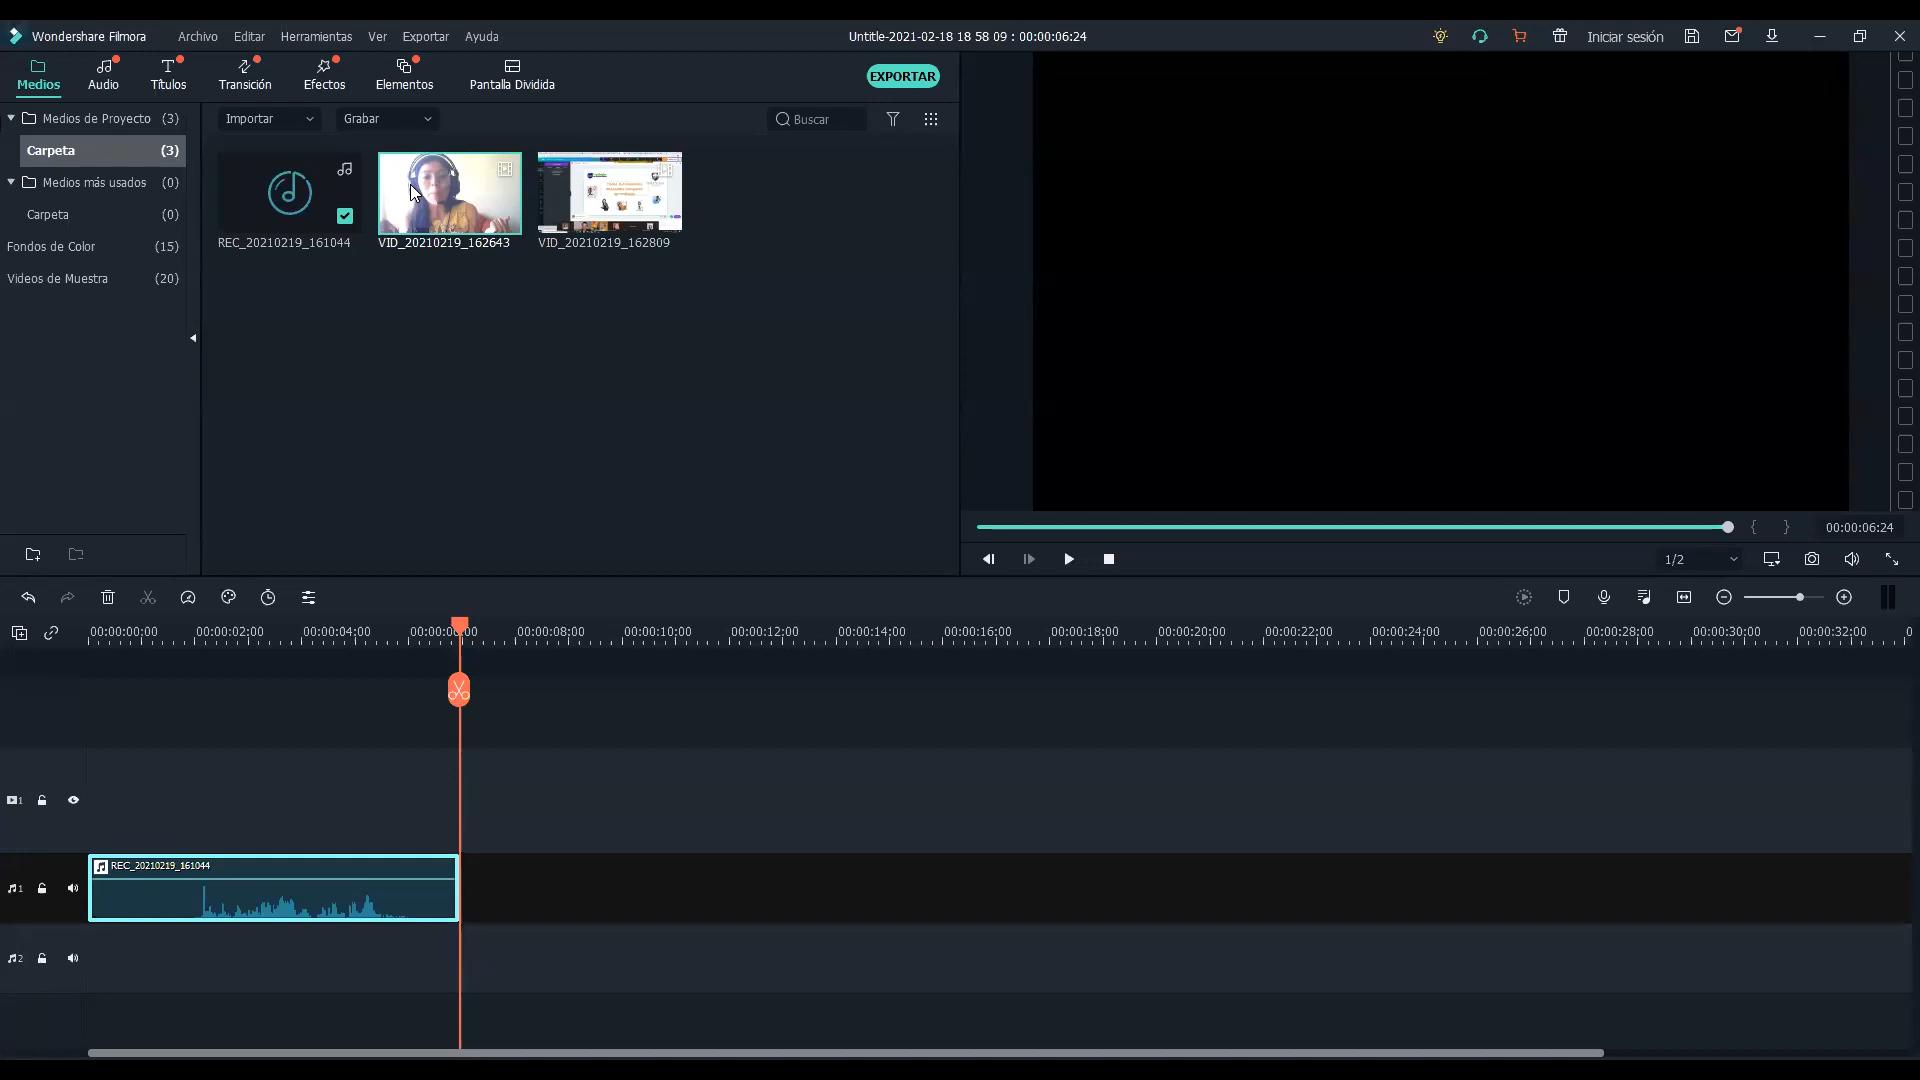 Wondershare Filmora Archivo Editar Herramientas Ver Exportar Ayuda Untitle-2021-02-18 18 58 09 : 00:00:06:24 Iniciar sesión
Medios Audio Títulos Transición Efectos Elementos Pantalla Dividida EXPORTAR
Medios de Proyecto (3)
Carpeta (3)
Medios más usados (0)
Carpeta (0)
Fondos de Color (15)
Videos de Muestra (20)
Importar Grabar Buscar
REC_20210219_161044 VID_20210219_162643 VID_20210219_162809
{ } 00:00:06:24
1/2
00:00:00:00 00:00:02:00 00:00:04:00 00:00:08:00 00:00:10:00 00:00:12:00 00:00:14:00 00:00:16:00 00:00:18:00 00:00:20:00 00:00:22:00 00:00:24:00 00:00:26:00 00:00:28:00 00:00:30:00 00:00:32:00
1
REC_20210219_161044
1
2